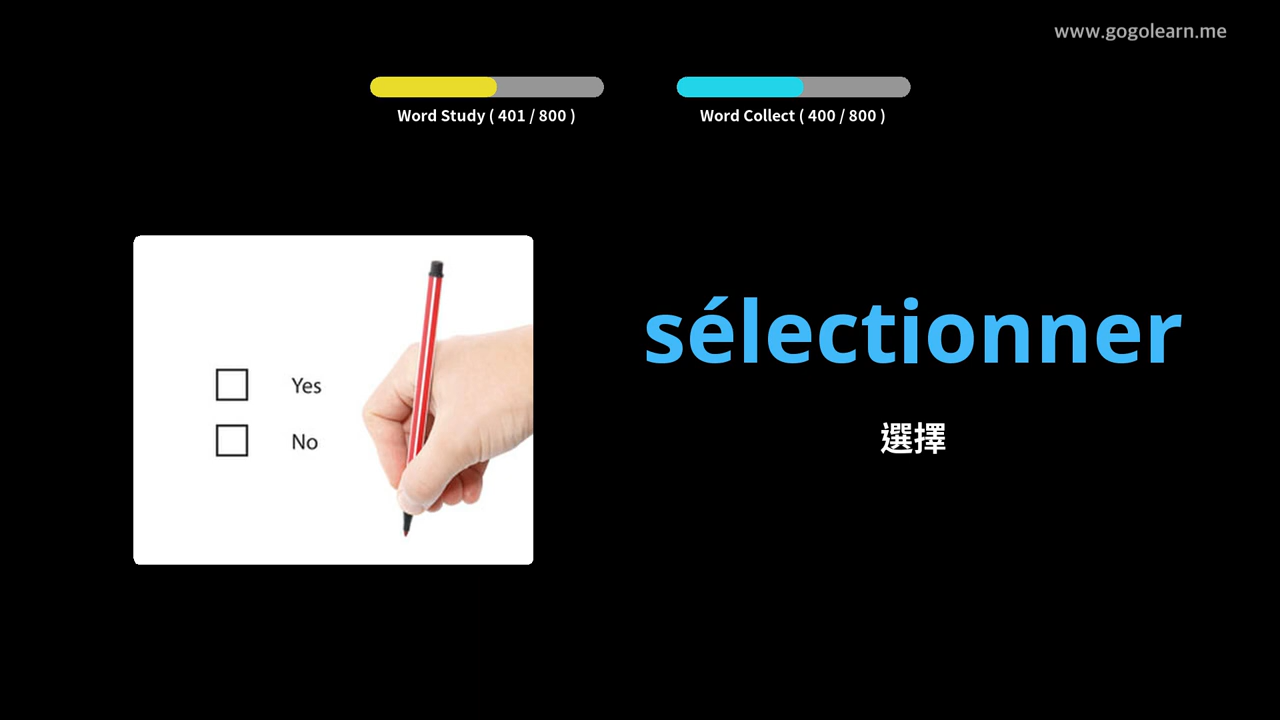 www.gogolearn.me
Word Study ( 401 / 800 )
Word Collect ( 400 / 800 )
sélectionner
選擇
Yes
No